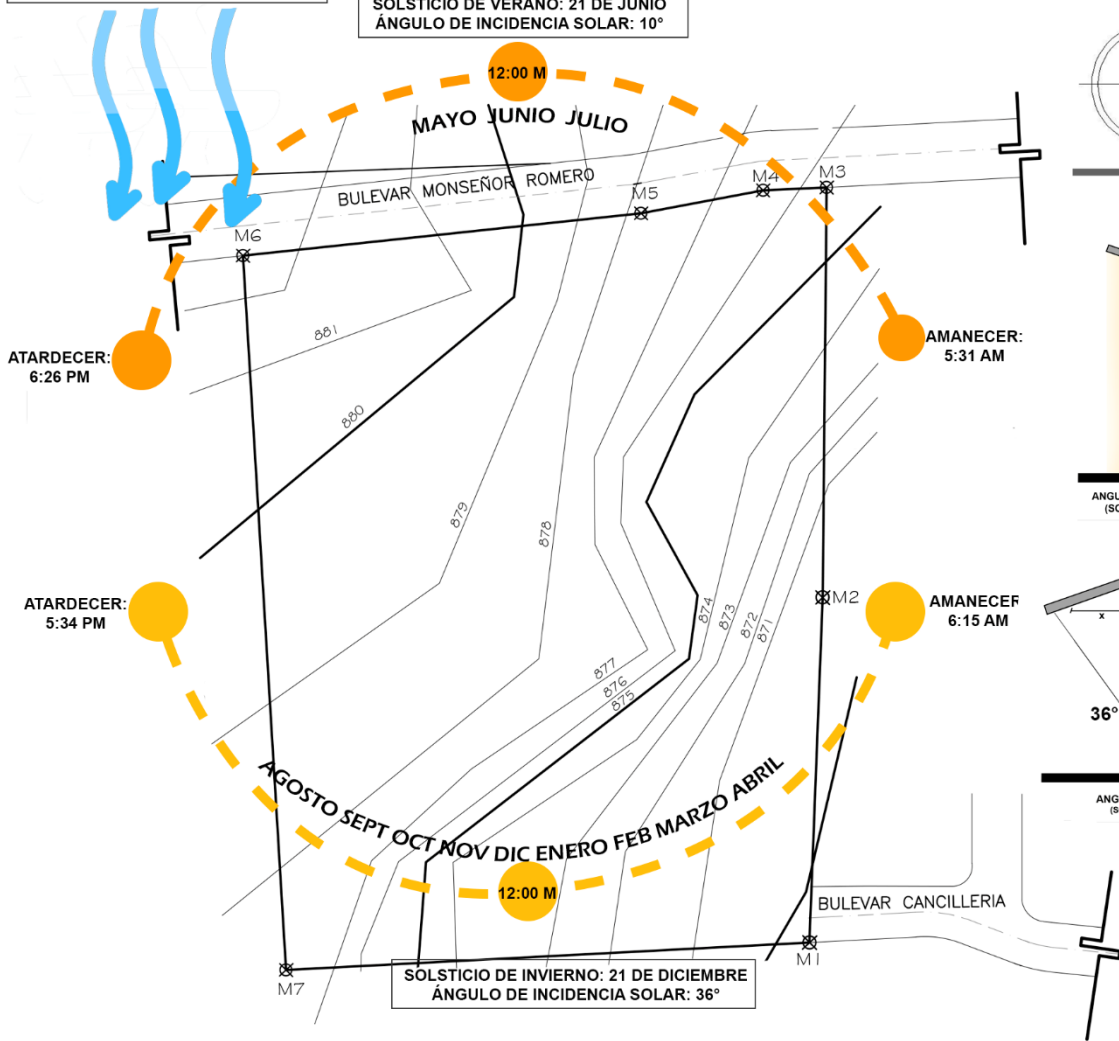 SOLSTICIO DE VERANO: 21 DE JUNIO
ÁNGULO DE INCIDENCIA SOLAR: 10°
12:00 M
MAYO JUNIO JULIO
BULEVAR MONSEÑOR ROMERO
M6
M5
M4
M3
881
880
879
878
ATARDECER:
6:26 PM
AMANECER:
5:31 AM
ATARDECER:
5:34 PM
AMANECER
6:15 AM
M2
874
873
872
871
877
876
875
x
36°
AGOSTO SEPT OCT NOV DIC ENERO FEB MARZO ABRIL
12:00 M
BULEVAR CANCILLERIA
M1
M7
SOLSTICIO DE INVIERNO: 21 DE DICIEMBRE
ÁNGULO DE INCIDENCIA SOLAR: 36°